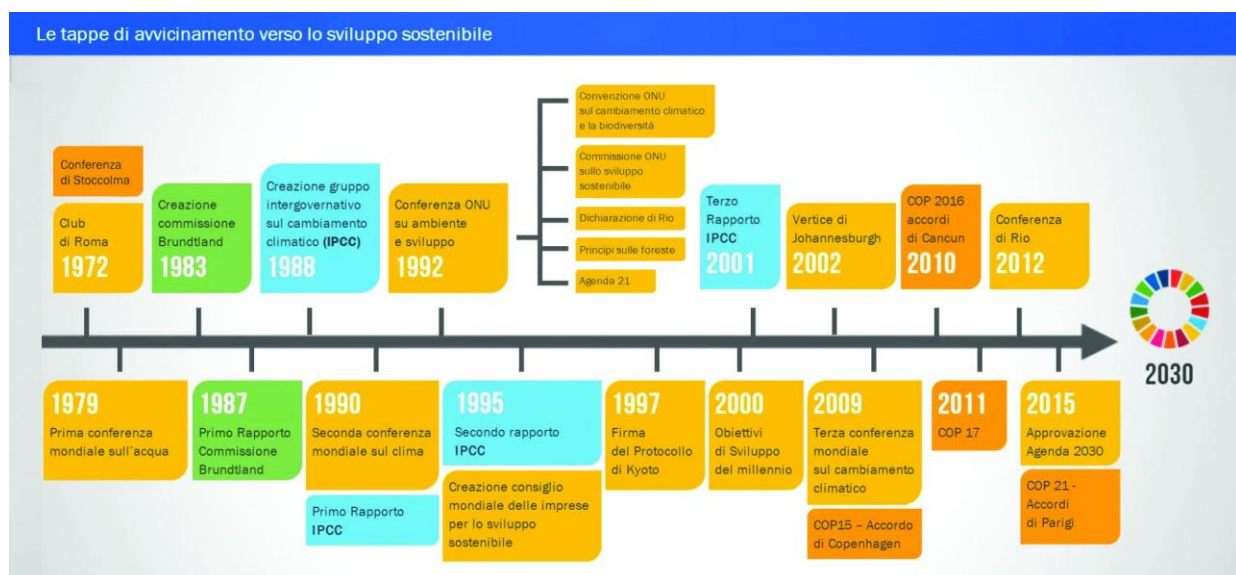 Le tappe di avvicinamento verso lo sviluppo sostenibile
Conferenza
di Stoccolma
Club
di Roma
1972
Creazione
commissione
Brundtland
1983
Creazione gruppo
intergovernativo
sul cambiamento
climatico (IPCC)
1988
Conferenza ONU
su ambiente
e sviluppo
1992
Convenzione ONU
sul cambiamento climatico
e la biodiversità
Commissione ONU
sullo sviluppo
sostenibile
Dichiarazione di Rio
Principi sulle foreste
Agenda 21
Terzo
Rapporto
IPCC
2001
Vertice di
Johannesburgh
2002
COP 2016
accordi
di Cancun
2010
Conferenza
di Rio
2012
2030
1979
Prima conferenza
mondiale sull'acqua
1987
Primo Rapporto
Commissione
Brundtland
1990
Seconda conferenza
mondiale sul clima
Primo Rapporto
IPCC
1995
Secondo rapporto
IPCC
Creazione consiglio
mondiale delle imprese
per lo sviluppo
sostenibile
1997
Firma
del Protocollo
di Kyoto
2000
Obiettivi
di Sviluppo
del millennio
2009
Terza conferenza
mondiale
sul cambiamento
climatico
COP15 – Accordo
di Copenhagen
2011
COP 17
2015
Approvazione
Agenda 2030
COP 21 -
Accordi
di Parigi